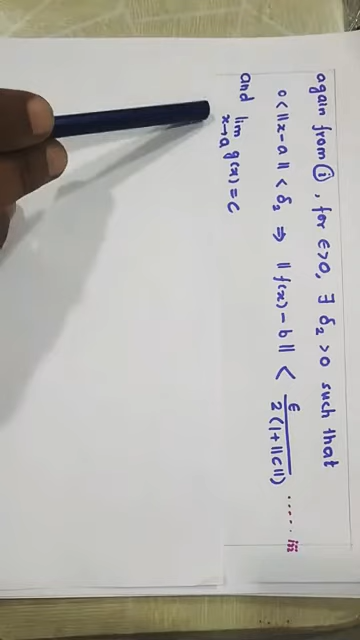 again from (i), for ϵ>0, ∃ δ₂>0 such that
0<||x-a||<δ₂ ⇒ ||f(x)-b|| < ϵ/2(1+||c||) ...... iii
and lim x→a g(x)=c